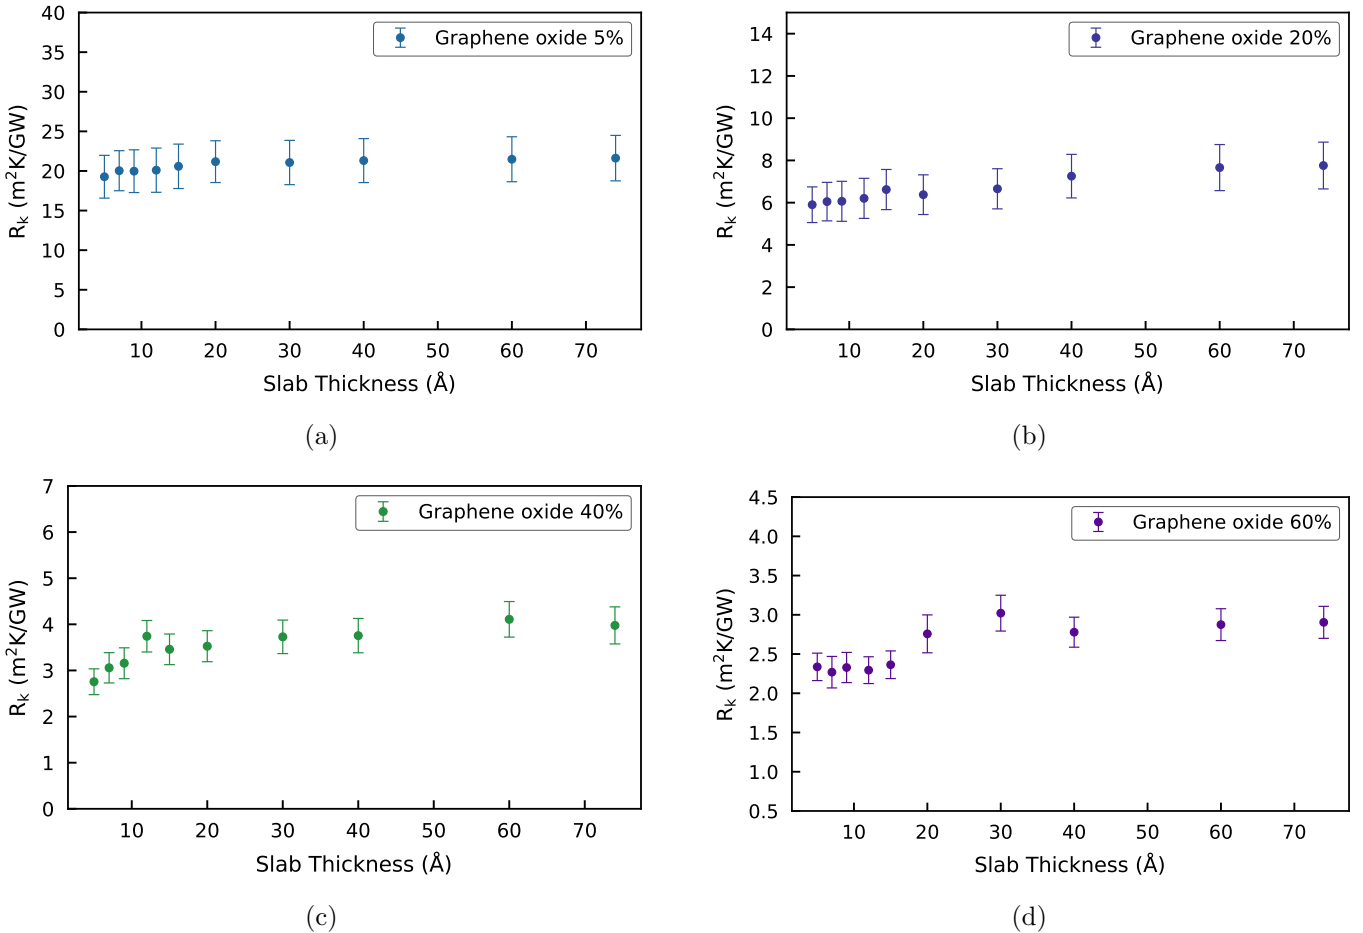 40
35
30
25
20
15
10
5
0
R_k (m²K/GW)
Graphene oxide 5%
10 20 30 40 50 60 70
Slab Thickness (Å)
(a)
14
12
10
8
6
4
2
0
R_k (m²K/GW)
Graphene oxide 20%
10 20 30 40 50 60 70
Slab Thickness (Å)
(b)
7
6
5
4
3
2
1
0
R_k (m²K/GW)
Graphene oxide 40%
10 20 30 40 50 60 70
Slab Thickness (Å)
(c)
4.5
4.0
3.5
3.0
2.5
2.0
1.5
1.0
0.5
R_k (m²K/GW)
Graphene oxide 60%
10 20 30 40 50 60 70
Slab Thickness (Å)
(d)